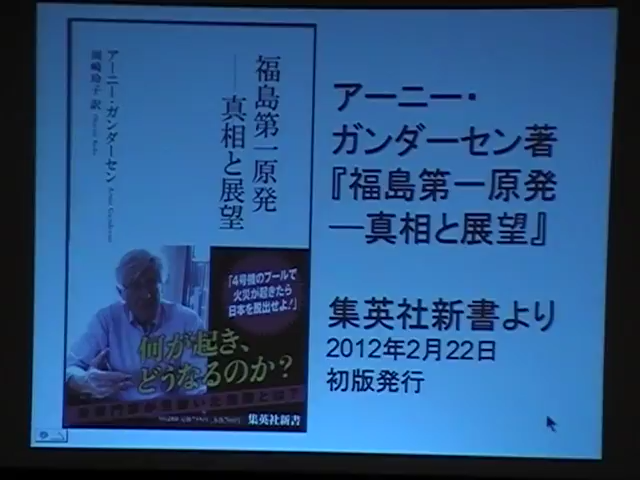 福島第一原発
─真相と展望
アーニー・ガンダーセン
岡崎玲子 訳
「4号機のプールで
火災が起きたら
日本を脱出せよ!」
何が起き、
どうなるのか?
集英社新書
アーニー・
ガンダーセン著
『福島第一原発
―真相と展望』
集英社新書より
2012年2月22日
初版発行